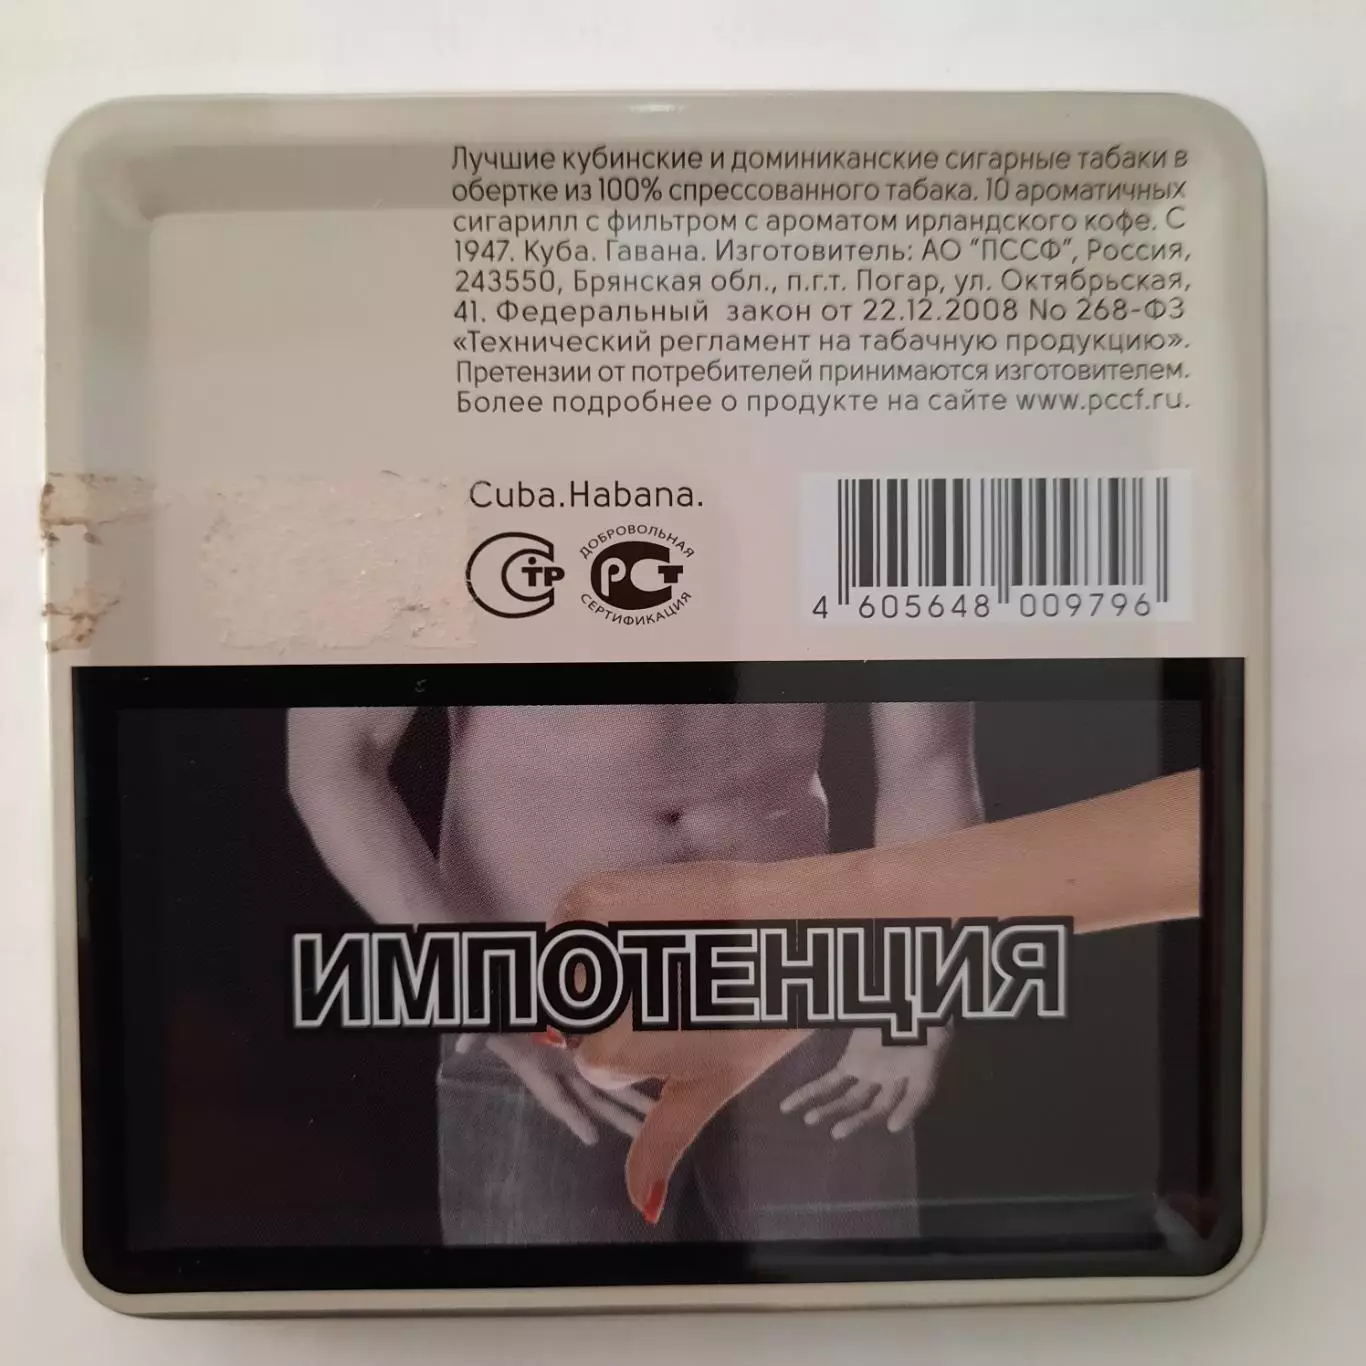 Лучшие кубинские и доминиканские сигарные табаки в
обертке из 100% спрессованного табака. 10 ароматичных
сигарилл с фильтром с ароматом ирландского кофе. С
1947. Куба. Гавана. Изготовитель: АО "ПССФ", Россия,
243550, Брянская обл., п.г.т. Погар, ул. Октябрьская,
41. Федеральный закон от 22.12.2008 No 268-ФЗ
«Технический регламент на табачную продукцию».
Претензии от потребителей принимаются изготовителем.
Более подробнее о продукте на сайте www.pccf.ru.
Cuba.Habana.
СТР
ДОБРОВОЛЬНАЯ
РСТ
СЕРТИФИКАЦИЯ
4 605648 009796
ИМПОТЕНЦИЯ